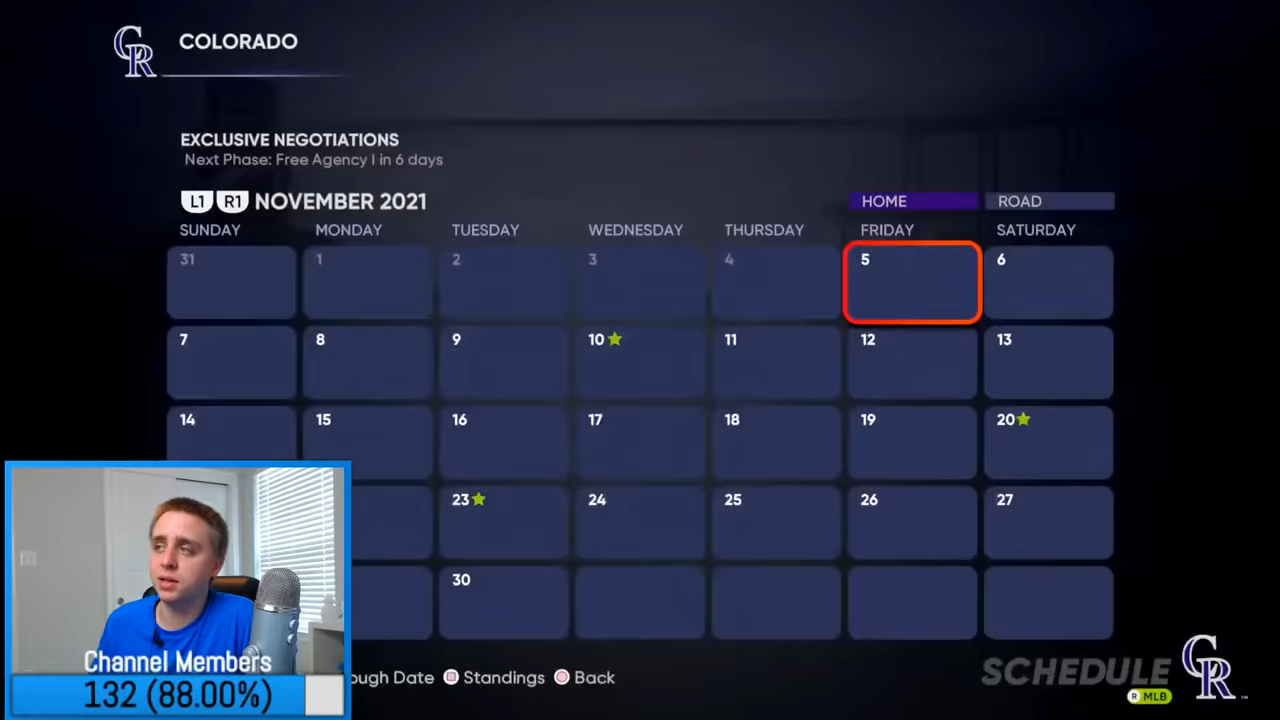 CR COLORADO
EXCLUSIVE NEGOTIATIONS
Next Phase: Free Agency I in 6 days
L1 R1 NOVEMBER 2021 HOME ROAD
SUNDAY MONDAY TUESDAY WEDNESDAY THURSDAY FRIDAY SATURDAY
31 1 2 3 4 5 6
7 8 9 10 11 12 13
14 15 16 17 18 19 20
23 24 25 26 27
30
ough Date Standings Back
SCHEDULE CR
R MLB
Channel Members
132 (88.00%)